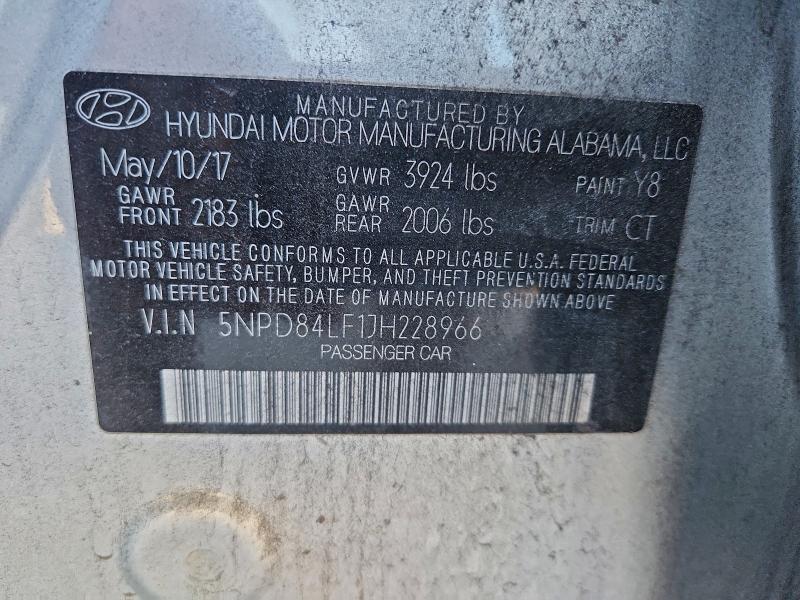 MANUFACTURED BY
HYUNDAI MOTOR MANUFACTURING ALABAMA, LLC
May/10/17 GVWR 3924 lbs PAINT Y8
GAWR FRONT 2183 lbs GAWR REAR 2006 lbs TRIM CT
THIS VEHICLE CONFORMS TO ALL APPLICABLE U.S.A. FEDERAL
MOTOR VEHICLE SAFETY, BUMPER, AND THEFT PREVENTION STANDARDS
IN EFFECT ON THE DATE OF MANUFACTURE SHOWN ABOVE
V.I.N 5NPD84LF1JH228966
PASSENGER CAR